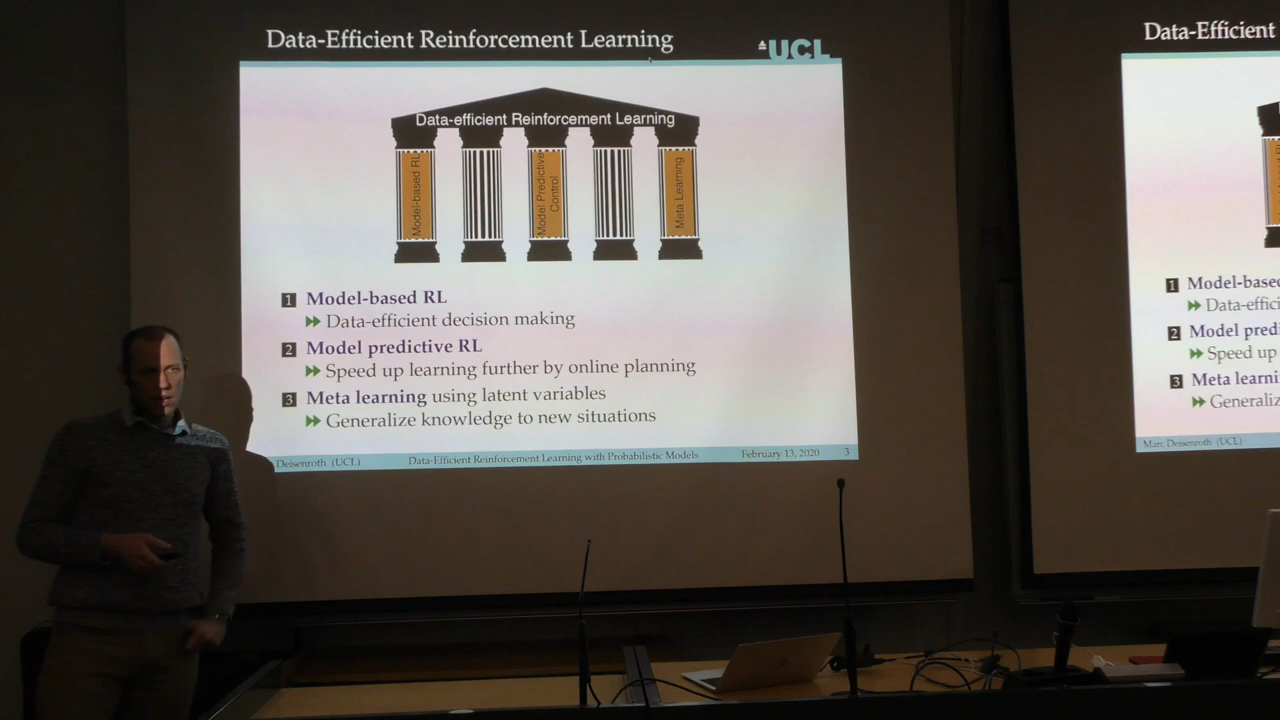 Data-Efficient Reinforcement Learning
UCL
Data-efficient Reinforcement Learning
Model-based RL
Model Predictive
Control
Meta Learning
1 Model-based RL
Data-efficient decision making
2 Model predictive RL
Speed up learning further by online planning
3 Meta learning using latent variables
Generalize knowledge to new situations
Deisenroth (UCL) Data-Efficient Reinforcement Learning with Probabilistic Models February 13, 2020 3
Data-Efficient
1 Model-based
Data-effici
2 Model predi
Speed up
3 Meta learni
Generaliz
Marc Deisenroth (UCL)